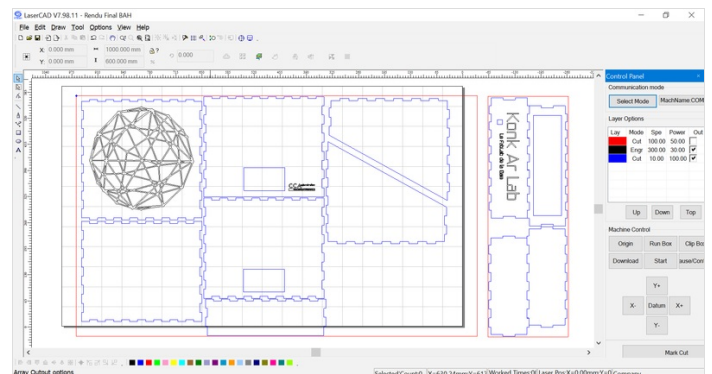 LaserCAD V7.98.11 - Rendu Final BAH
File Edit Draw Tool Options View Help
X: 0.000 mm 1000.000 mm
Y: 0.000 mm 600.000 mm
0.000
Konk Ar Lab
Control Panel
Communication mode
Select Mode MachName:COM
Layer Options
Lay Mode Spe Powe Out
Cut 100.00 50.00
Engr 300.00 30.00
Cut 10.00 100.00
Up Down Top
Machine Control
Origin Run Box Clip Box
Download Start ause/Cont
Y+
X- Datum X+
Y-
Mark Cut
Array Output options